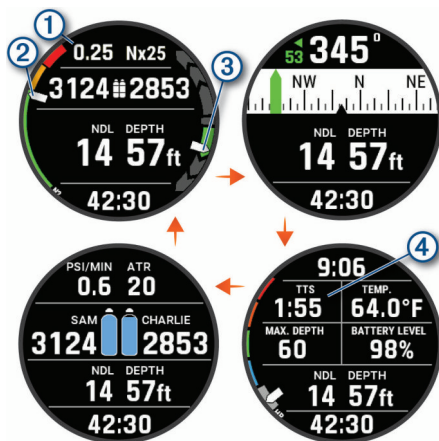 1
2
3
0.25 Nx25
3124 2853
NDL DEPTH
14 57ft
42:30
N2
53 345°
NW N NE
NDL DEPTH
14 57ft
42:30
PSI/MIN ATR
0.6 20
SAM CHARLIE
3124 2853
NDL DEPTH
14 57ft
42:30
4
9:06
TTS TEMP.
1:55 64.0°F
MAX. DEPTH BATTERY LEVEL
60 98%
NDL DEPTH
14 57ft
42:30